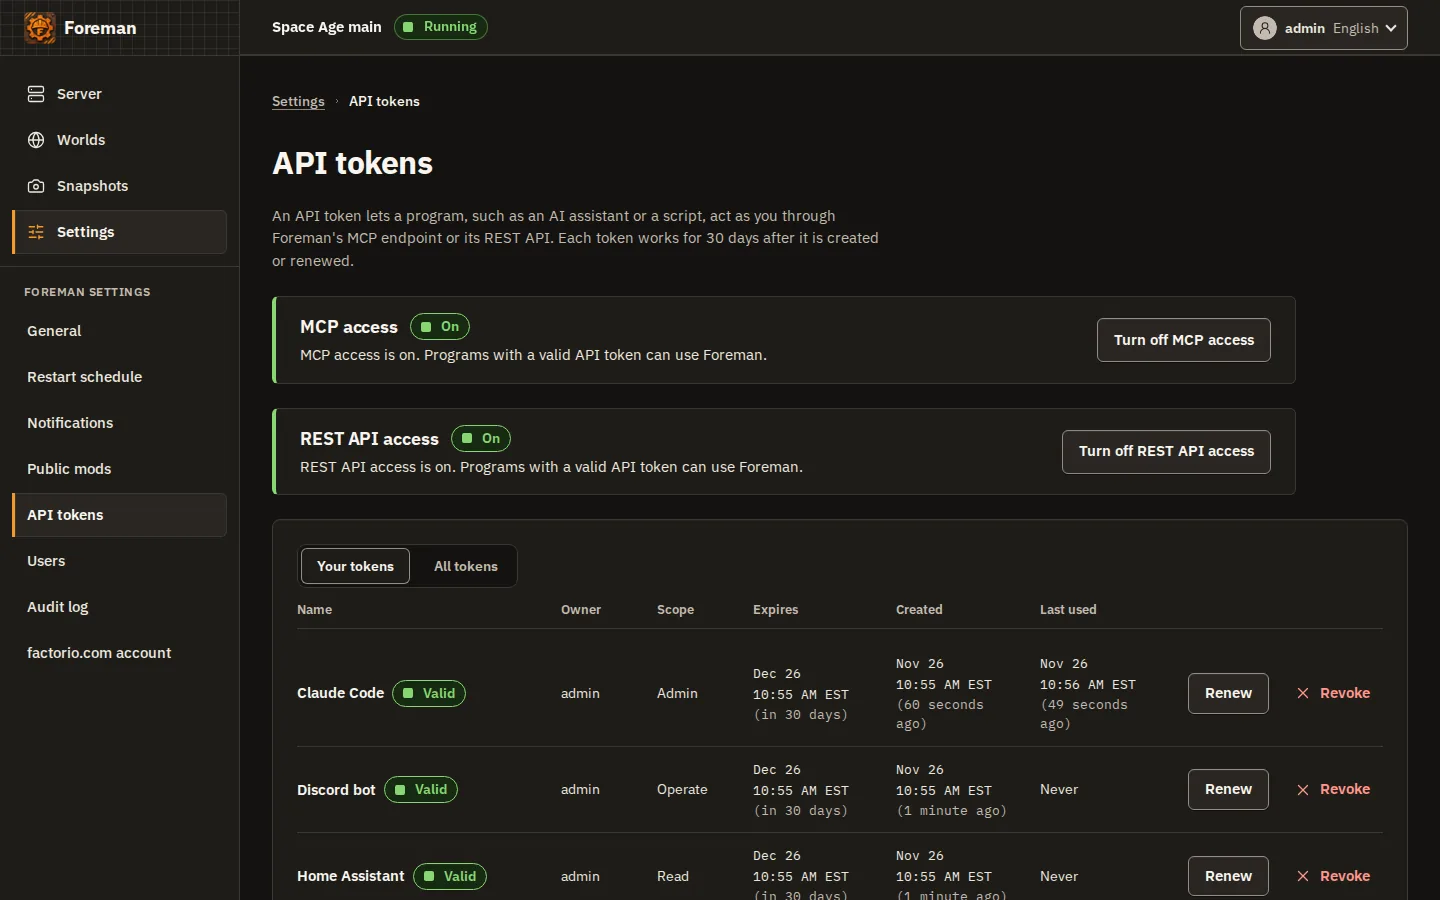 Foreman
Space Age main
Running
admin English
Server
Worlds
Snapshots
Settings
FOREMAN SETTINGS
General
Restart schedule
Notifications
Public mods
API tokens
Users
Audit log
factorio.com account
Settings › API tokens
API tokens
An API token lets a program, such as an AI assistant or a script, act as you through
Foreman's MCP endpoint or its REST API. Each token works for 30 days after it is created
or renewed.
MCP access On
MCP access is on. Programs with a valid API token can use Foreman.
Turn off MCP access
REST API access On
REST API access is on. Programs with a valid API token can use Foreman.
Turn off REST API access
Your tokens All tokens
Name Owner Scope Expires Created Last used
Claude Code Valid
admin
Admin
Dec 26
10:55 AM EST
(in 30 days)
Nov 26
10:55 AM EST
(60 seconds
ago)
Nov 26
10:56 AM EST
(49 seconds
ago)
Renew
Revoke
Discord bot Valid
admin
Operate
Dec 26
10:55 AM EST
(in 30 days)
Nov 26
10:55 AM EST
(1 minute ago)
Never
Renew
Revoke
Home Assistant Valid
admin
Read
Dec 26
10:55 AM EST
(in 30 days)
Nov 26
10:55 AM EST
(1 minute ago)
Never
Renew
Revoke